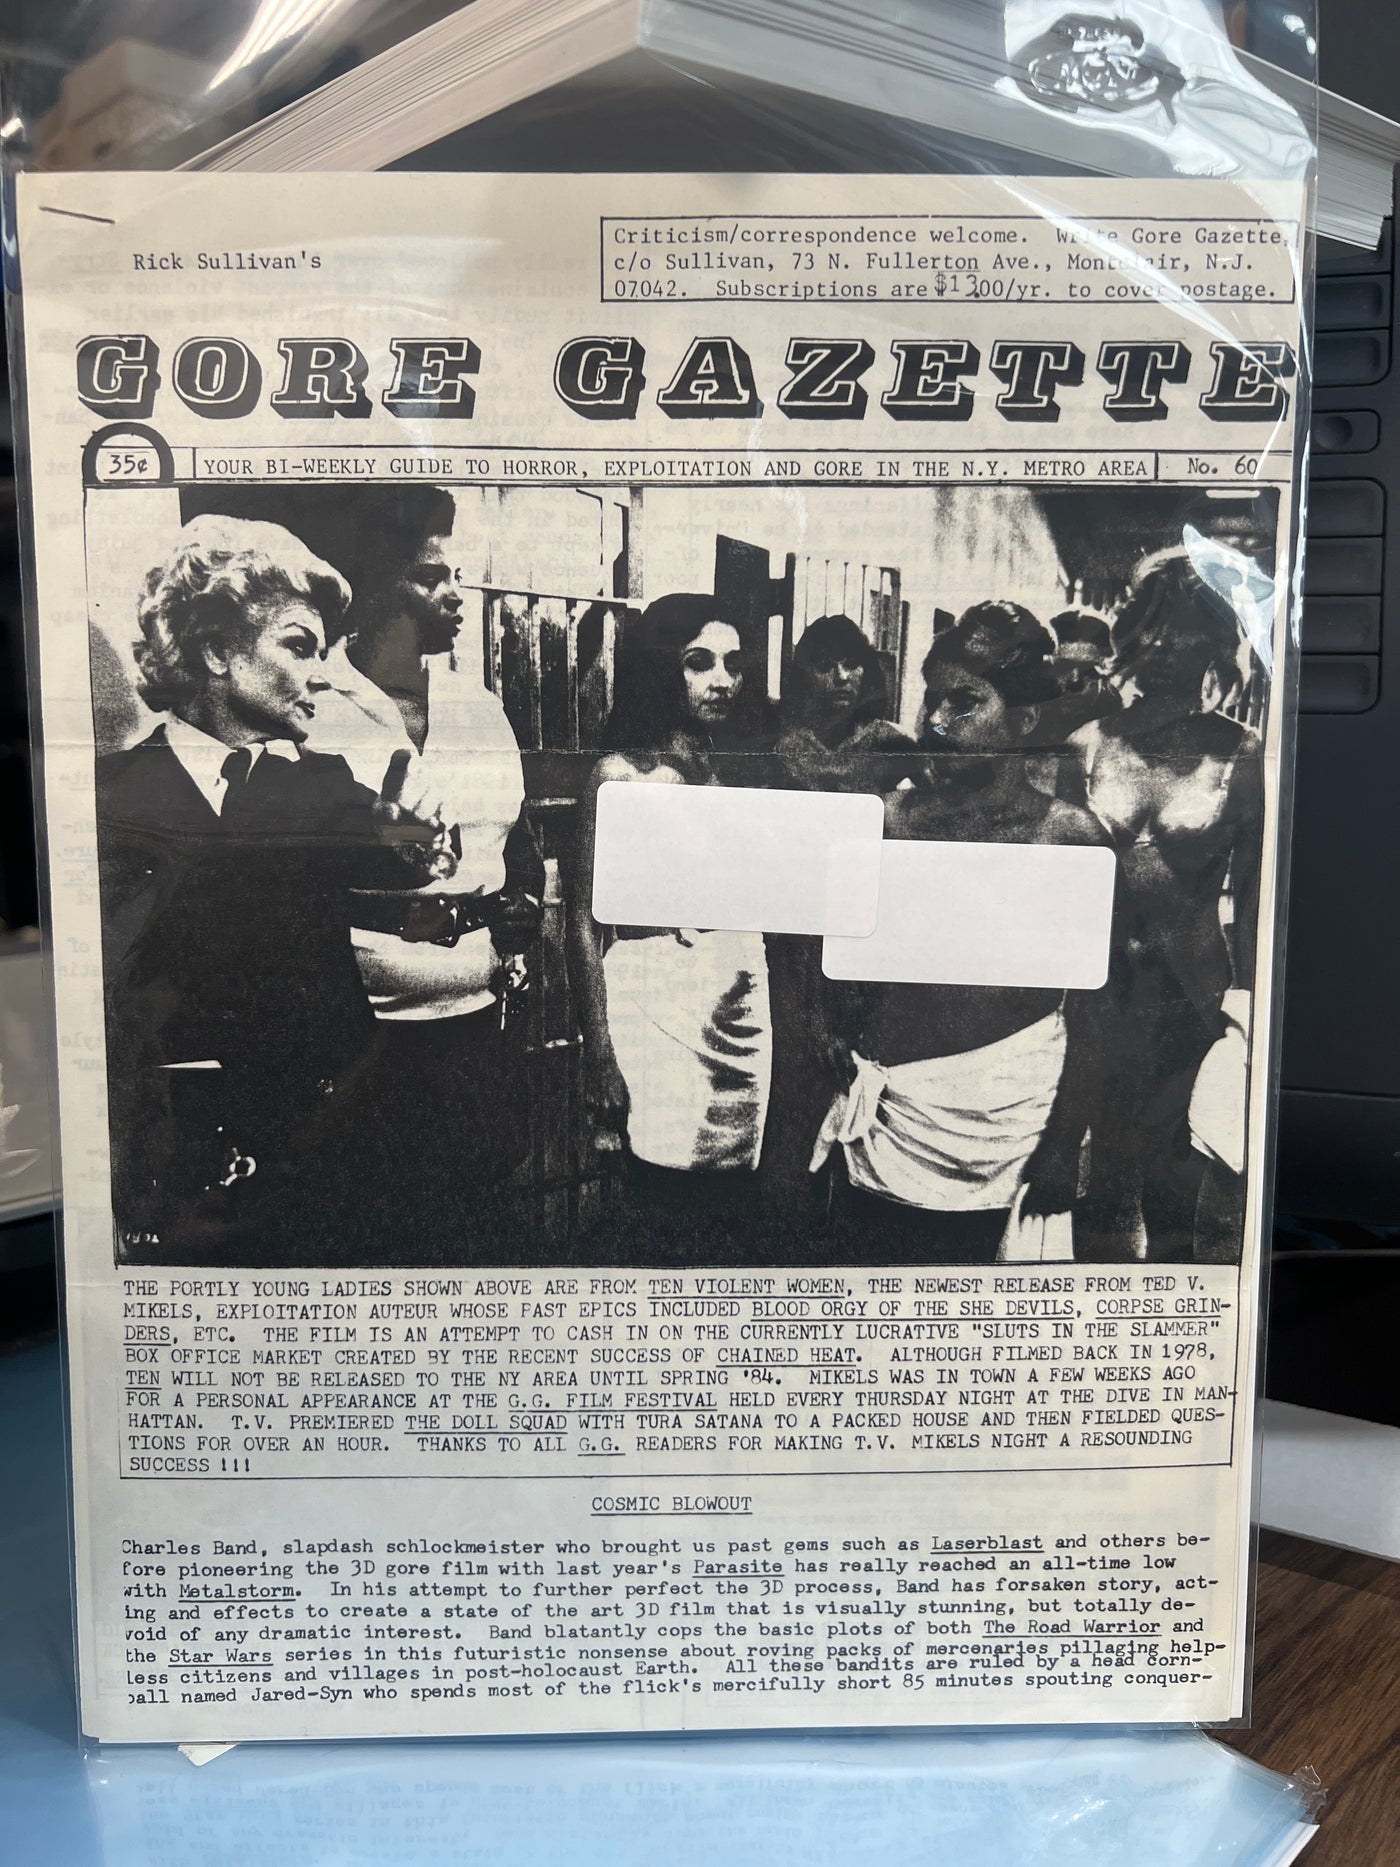 Rick Sullivan's
Criticism/correspondence welcome. Write Gore Gazette,
c/o Sullivan, 73 N. Fullerton Ave., Montclair, N.J.
07042. Subscriptions are $13.00/yr. to cover postage.
GORE GAZETTE
35¢
YOUR BI-WEEKLY GUIDE TO HORROR, EXPLOITATION AND GORE IN THE N.Y. METRO AREA
No. 60
THE PORTLY YOUNG LADIES SHOWN ABOVE ARE FROM TEN VIOLENT WOMEN, THE NEWEST RELEASE FROM TED V.
MIKELS, EXPLOITATION AUTEUR WHOSE PAST EPICS INCLUDED BLOOD ORGY OF THE SHE DEVILS, CORPSE GRIN-
DERS, ETC. THE FILM IS AN ATTEMPT TO CASH IN ON THE CURRENTLY LUCRATIVE "SLUTS IN THE SLAMMER"
BOX OFFICE MARKET CREATED BY THE RECENT SUCCESS OF CHAINED HEAT. ALTHOUGH FILMED BACK IN 1978,
TEN WILL NOT BE RELEASED TO THE NY AREA UNTIL SPRING '84. MIKELS WAS IN TOWN A FEW WEEKS AGO
FOR A PERSONAL APPEARANCE AT THE G.G. FILM FESTIVAL HELD EVERY THURSDAY NIGHT AT THE DIVE IN MAN-
HATTAN. T.V. PREMIERED THE DOLL SQUAD WITH TURA SATANA TO A PACKED HOUSE AND THEN FIELDED QUES-
TIONS FOR OVER AN HOUR. THANKS TO ALL G.G. READERS FOR MAKING T.V. MIKELS NIGHT A RESOUNDING
SUCCESS !!!
COSMIC BLOWOUT
Charles Band, slapdash schlockmeister who brought us past gems such as Laserblast and others be-
fore pioneering the 3D gore film with last year's Parasite has really reached an all-time low
with Metalstorm. In his attempt to further perfect the 3D process, Band has forsaken story, act-
ing and effects to create a state of the art 3D film that is visually stunning, but totally de-
void of any dramatic interest. Band blatantly cops the basic plots of both The Road Warrior and
the Star Wars series in this futuristic nonsense about roving packs of mercenaries pillaging help-
less citizens and villages in post-holocaust Earth. All these bandits are ruled by a head corn-
ball named Jared-Syn who spends most of the flick's mercifully short 85 minutes spouting conquer-